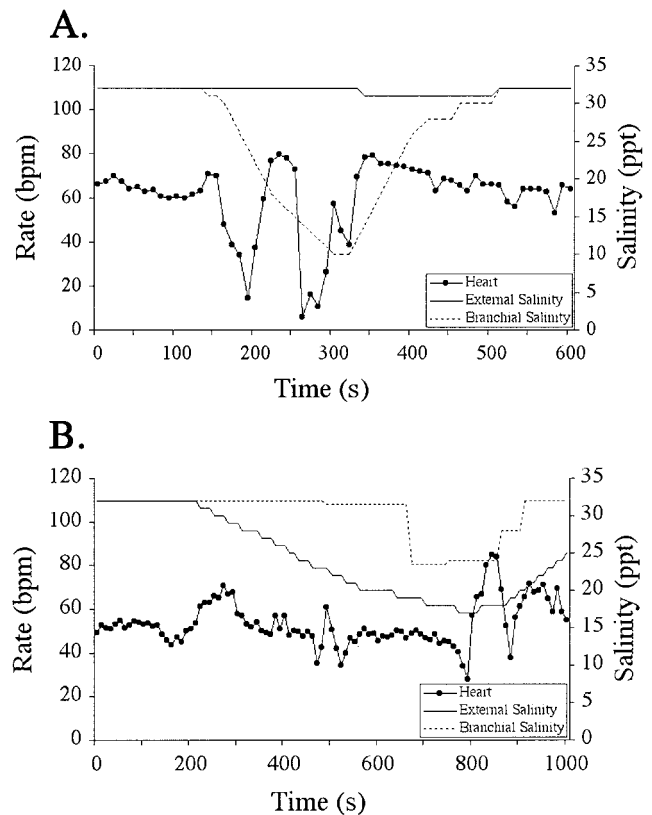 A.
120
100
80
60
40
20
0
Rate (bpm)
35
30
25
20
15
10
5
0
Salinity (ppt)
Heart
External Salinity
Branchial Salinity
0 100 200 300 400 500 600
Time (s)
B.
120
100
80
60
40
20
0
Rate (bpm)
35
30
25
20
15
10
5
0
Salinity (ppt)
Heart
External Salinity
Branchial Salinity
0 200 400 600 800 1000
Time (s)